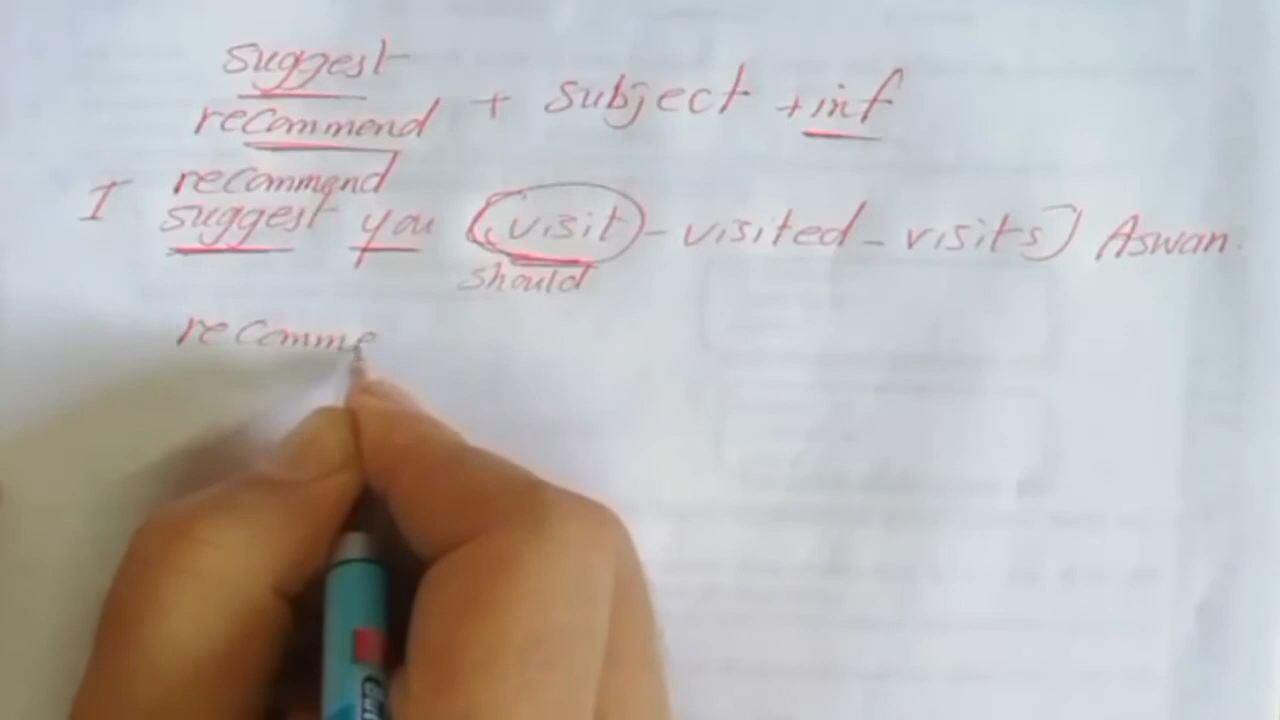 suggest
recommend + subject + inf
recommend
I suggest you (visit - visited - visits) Aswan.
should
recomme